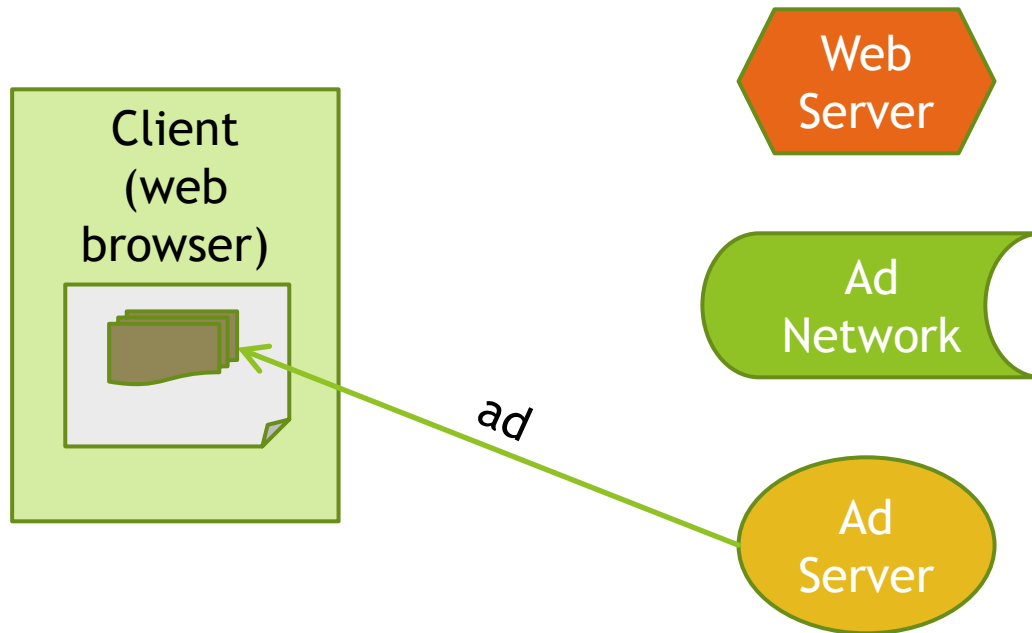 Client
(web
browser)
Web
Server
Ad
Network
ad
Ad
Server